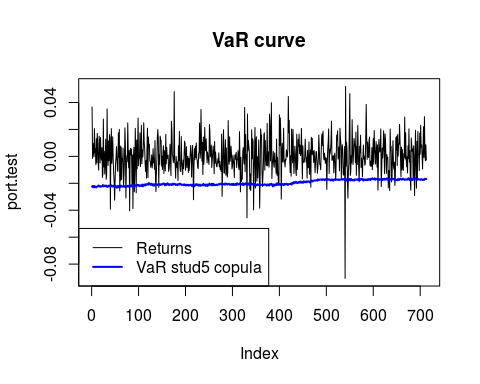 VaR curve
port.test
0.04
0.00
-0.04
-0.08
Returns
VaR stud5 copula
0 100 200 300 400 500 600 700
Index